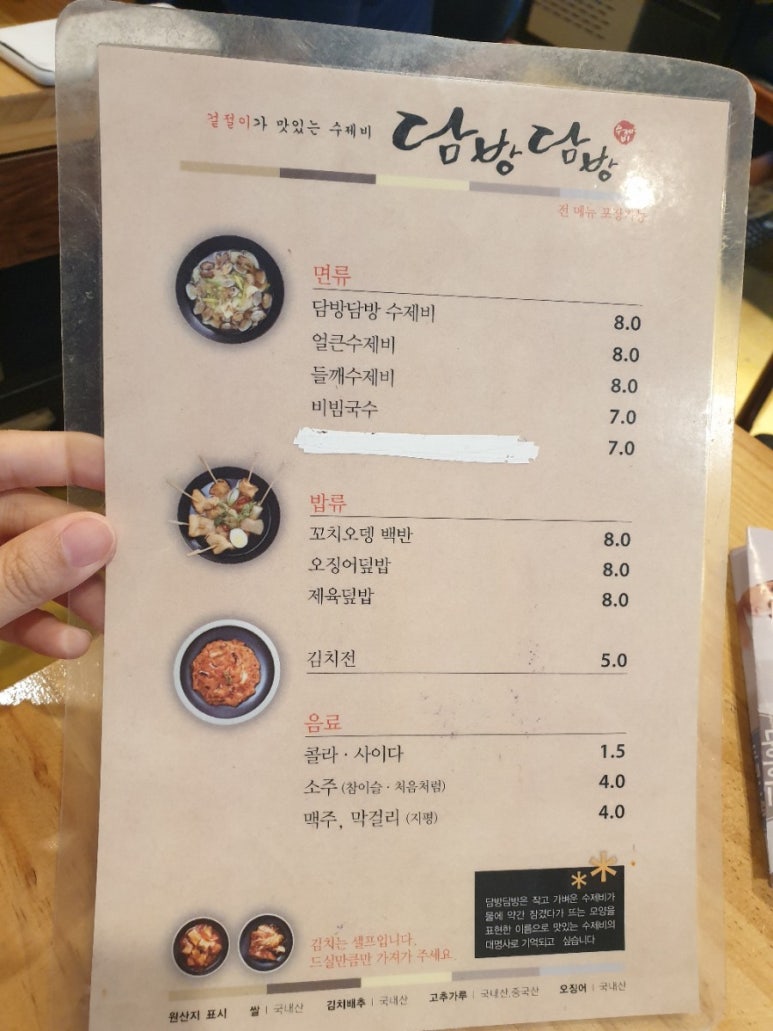 겉절이가 맛있는 수제비 담방담방 수제비
전 메뉴 포장가능
면류
담방담방 수제비 8.0
얼큰수제비 8.0
들깨수제비 8.0
비빔국수 7.0
7.0
밥류
꼬치오뎅 백반 8.0
오징어덮밥 8.0
제육덮밥 8.0
김치전 5.0
음료
콜라 · 사이다 1.5
소주 (참이슬 · 처음처럼) 4.0
맥주, 막걸리 (지평) 4.0
담방담방은 작고 가벼운 수제비가
물에 약간 잠겼다가 뜨는 모양을
표현한 이름으로 맛있는 수제비의
대명사로 기억되고 싶습니다
김치는 셀프입니다.
드실만큼만 가져가 주세요.
원산지 표시 쌀 | 국내산 김치배추 | 국내산 고추가루 | 국내산,중국산 오징어 | 국내산